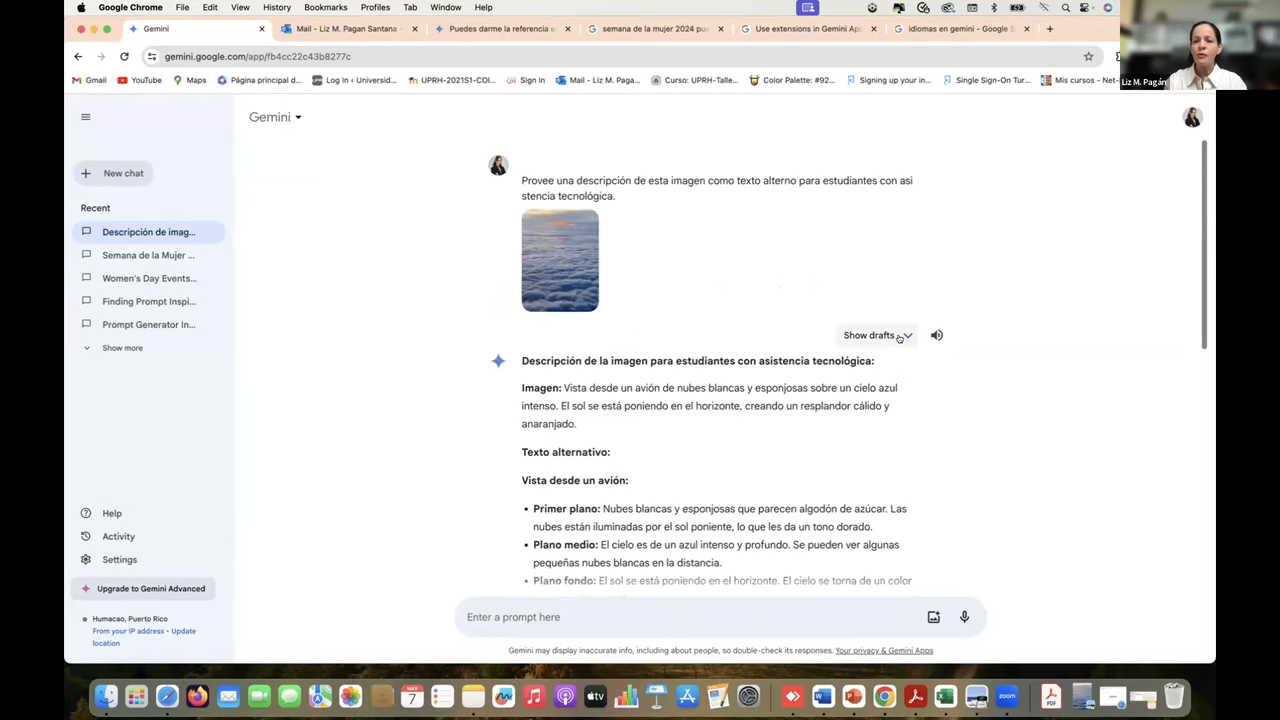 Google Chrome File Edit View History Bookmarks Profiles Tab Window Help
Gemini
Mail - Liz M. Pagan Santana -
Puedes darme la referencia
semana de la mujer 2024 pue
Use extensions in Gemini App
idiomas en gemini - Google S
gemini.google.com/app/fb4cc22c43b8277c
Gmail YouTube Maps Página principal d... Log In ‹ Universid... UPRH-2021S1-COI... Sign In Mail - Liz M. Paga... Curso: UPRH-Talle... Color Palette: #92... Signing up your in... Single Sign-On Tur... Mis cursos - Net-
Liz M. Pagán
Gemini
New chat
Recent
Descripción de imag...
Semana de la Mujer ...
Women's Day Events...
Finding Prompt Inspi...
Prompt Generator In...
Show more
Help
Activity
Settings
Upgrade to Gemini Advanced
Humacao, Puerto Rico
From your IP address • Update
location
Provee una descripción de esta imagen como texto alterno para estudiantes con asi
stencia tecnológica.
Show drafts
Descripción de la imagen para estudiantes con asistencia tecnológica:
Imagen: Vista desde un avión de nubes blancas y esponjosas sobre un cielo azul
intenso. El sol se está poniendo en el horizonte, creando un resplandor cálido y
anaranjado.
Texto alternativo:
Vista desde un avión:
• Primer plano: Nubes blancas y esponjosas que parecen algodón de azúcar. Las
nubes están iluminadas por el sol poniente, lo que les da un tono dorado.
• Plano medio: El cielo es de un azul intenso y profundo. Se pueden ver algunas
pequeñas nubes blancas en la distancia.
• Plano fondo: El sol se está poniendo en el horizonte. El cielo se torna de un color
Enter a prompt here
Gemini may display inaccurate info, including about people, so double-check its responses. Your privacy & Gemini Apps
MAR
7
tv
zoom
PDF